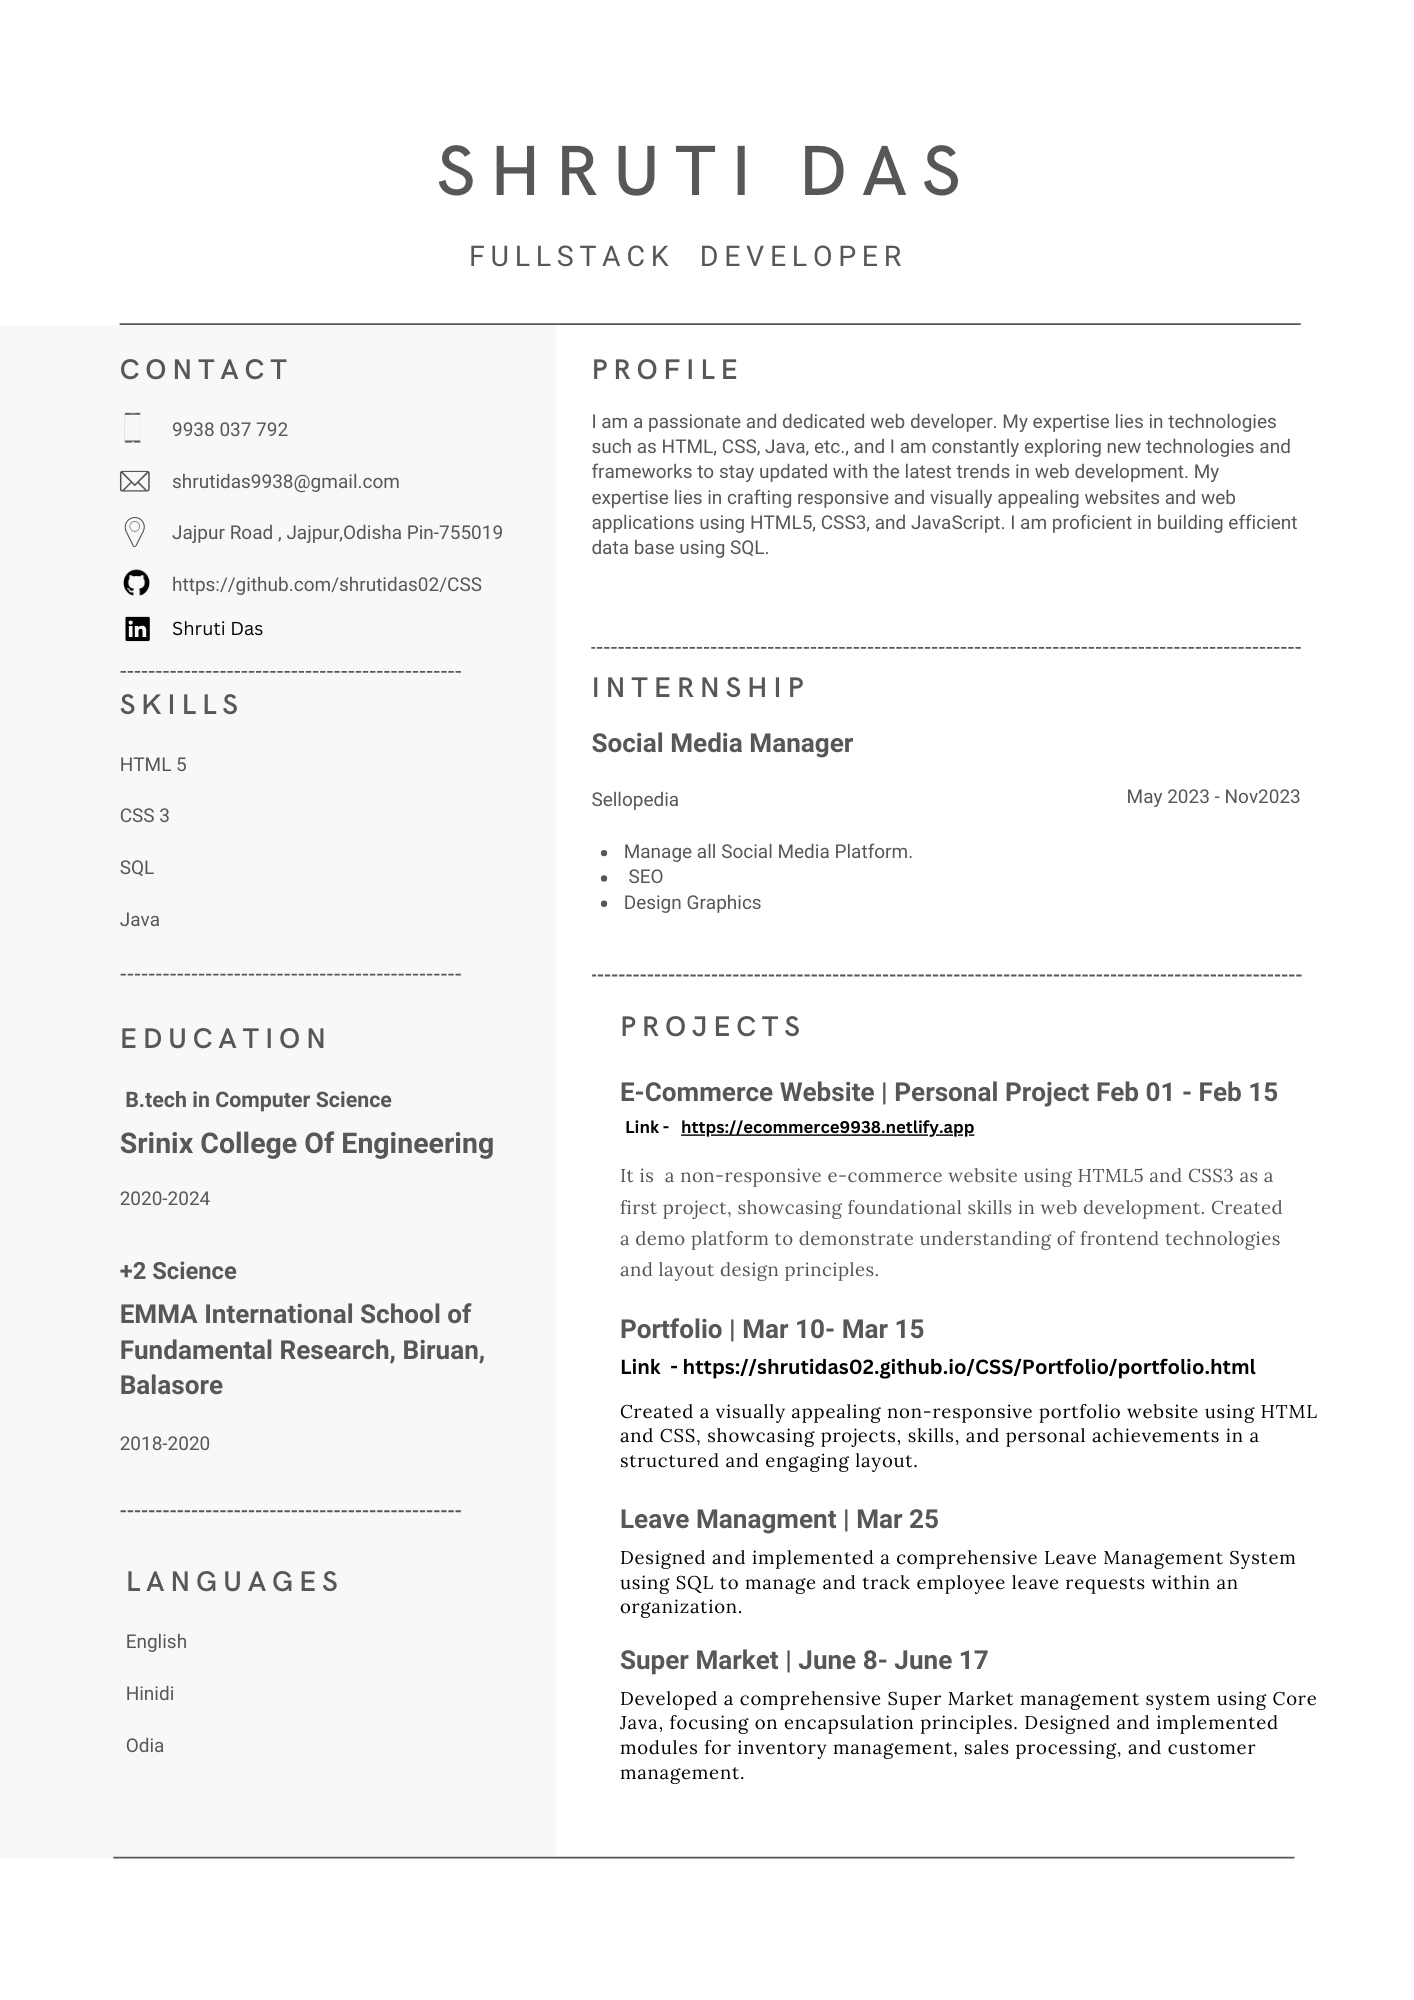 SHRUTI DAS
FULLSTACK DEVELOPER
CONTACT
9938 037 792
shrutidas9938@gmail.com
Jajpur Road , Jajpur,Odisha Pin-755019
https://github.com/shrutidas02/CSS
in
Shruti Das
------------------------------------------------
SKILLS
HTML 5
CSS 3
SQL
Java
------------------------------------------------
EDUCATION
B.tech in Computer Science
Srinix College Of Engineering
2020-2024
+2 Science
EMMA International School of
Fundamental Research, Biruan,
Balasore
2018-2020
------------------------------------------------
LANGUAGES
English
Hinidi
Odia
PROFILE
I am a passionate and dedicated web developer. My expertise lies in technologies
such as HTML, CSS, Java, etc., and I am constantly exploring new technologies and
frameworks to stay updated with the latest trends in web development. My
expertise lies in crafting responsive and visually appealing websites and web
applications using HTML5, CSS3, and JavaScript. I am proficient in building efficient
data base using SQL.
----------------------------------------------------------------------------------------------------
INTERNSHIP
Social Media Manager
Sellopedia
May 2023 - Nov2023
• Manage all Social Media Platform.
• SEO
• Design Graphics
----------------------------------------------------------------------------------------------------
PROJECTS
E-Commerce Website | Personal Project Feb 01 - Feb 15
Link - https://ecommerce9938.netlify.app
It is a non-responsive e-commerce website using HTML5 and CSS3 as a
first project, showcasing foundational skills in web development. Created
a demo platform to demonstrate understanding of frontend technologies
and layout design principles.
Portfolio | Mar 10- Mar 15
Link - https://shrutidas02.github.io/CSS/Portfolio/portfolio.html
Created a visually appealing non-responsive portfolio website using HTML
and CSS, showcasing projects, skills, and personal achievements in a
structured and engaging layout.
Leave Managment | Mar 25
Designed and implemented a comprehensive Leave Management System
using SQL to manage and track employee leave requests within an
organization.
Super Market | June 8- June 17
Developed a comprehensive Super Market management system using Core
Java, focusing on encapsulation principles. Designed and implemented
modules for inventory management, sales processing, and customer
management.